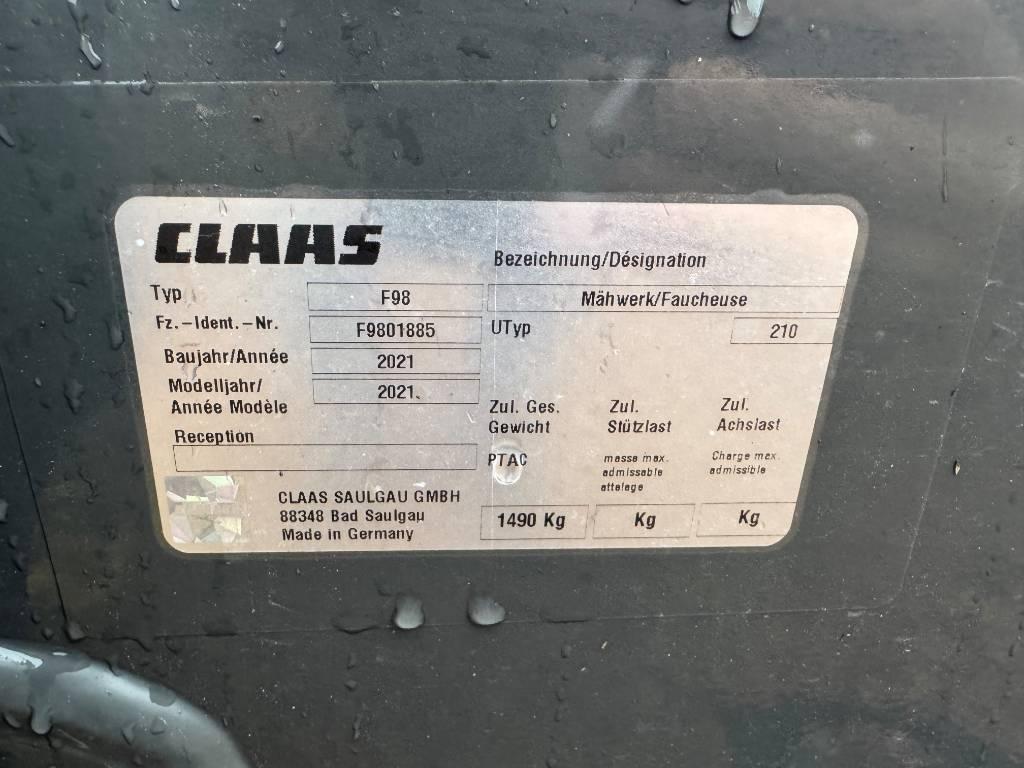 CLAAS
Bezeichnung/Désignation
Typ F98 Mähwerk/Faucheuse
Fz.-Ident.-Nr. F9801885 UTyp 210
Baujahr/Année 2021
Modelljahr/
Année Modèle 2021
Zul. Ges. Gewicht
Zul. Stützlast
Zul. Achslast
Reception
PTAC
masse max.
admissable
attelage
Charge max.
admissible
CLAAS SAULGAU GMBH
88348 Bad Saulgau
Made in Germany
1490 Kg Kg Kg